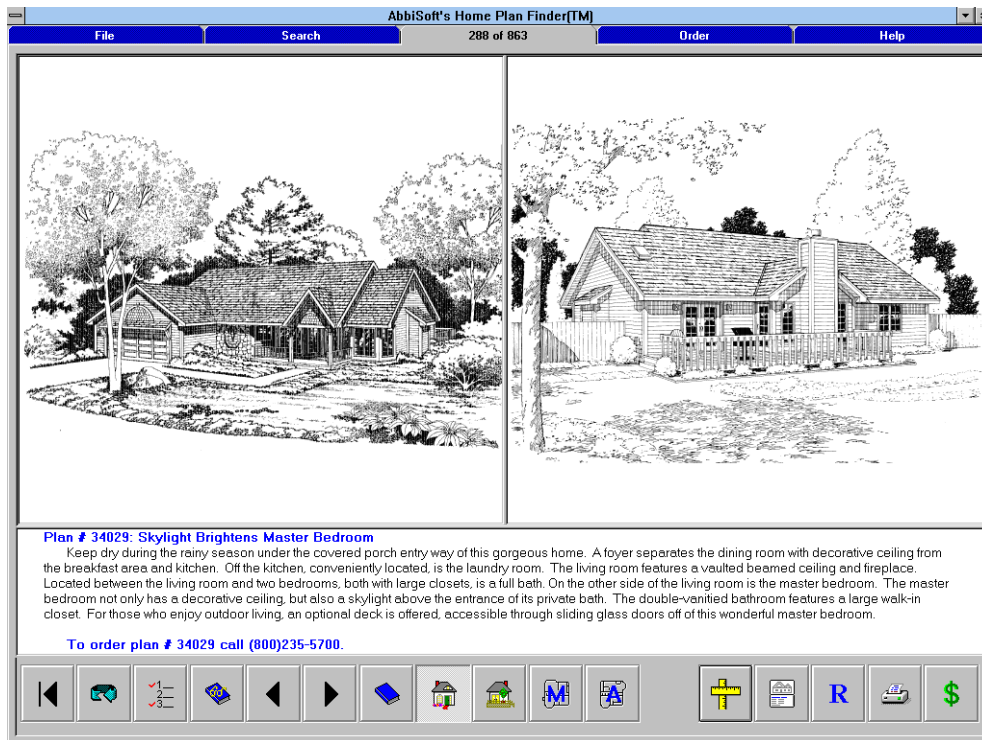 AbbiSoft's Home Plan Finder(TM)
File Search 288 of 863 Order Help
Plan # 34029: Skylight Brightens Master Bedroom
Keep dry during the rainy season under the covered porch entry way of this gorgeous home. A foyer separates the dining room with decorative ceiling from
the breakfast area and kitchen. Off the kitchen, conveniently located, is the laundry room. The living room features a vaulted beamed ceiling and fireplace.
Located between the living room and two bedrooms, both with large closets, is a full bath. On the other side of the living room is the master bedroom. The master
bedroom not only has a decorative ceiling, but also a skylight above the entrance of its private bath. The double-vanitied bathroom features a large walk-in
closet. For those who enjoy outdoor living, an optional deck is offered, accessible through sliding glass doors off of this wonderful master bedroom.
To order plan # 34029 call (800)235-5700.
1 2 3 M A R $